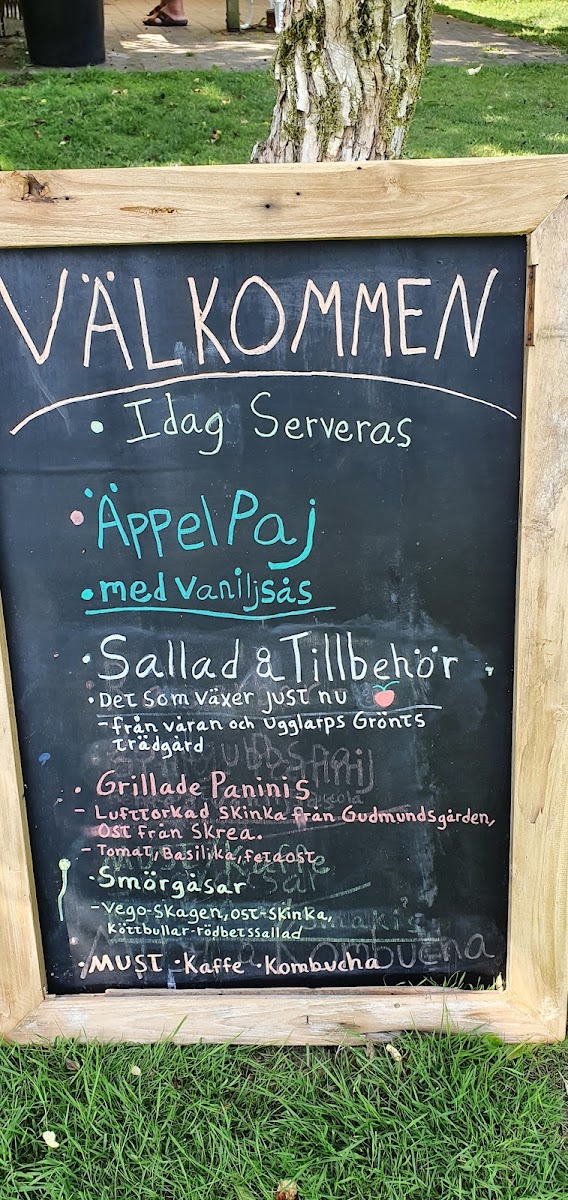 VÄLKOMMEN
• Idag Serveras
• ÄppelPaj
• med vaniljsås
• Sallad & Tillbehör
• Det som växer just nu
- från våran och ugglarps Grönts
trädgård
• Grillade Paninis
- Lufttorkad skinka från Gudmundsgården,
Ost från Skrea.
- Tomat, Basilika, fetaost
• Smörgåsar
- Vego-skagen, ost-skinka,
köttbullar-rödbetssallad
• MUST • Kaffe • Kombucha